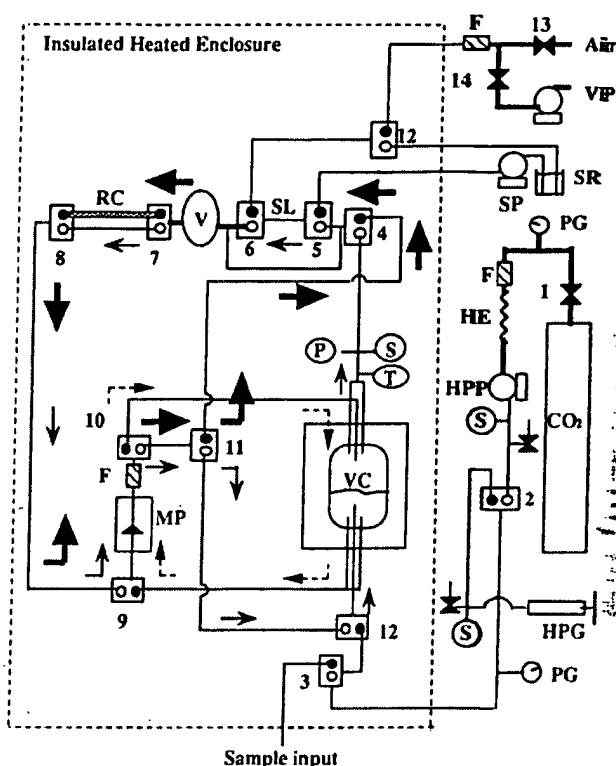 Insulated Heated Enclosure
F
13
Air
14
VP
12
SR
SP
RC
V
SL
8
7
6
5
4
PG
F
1
HE
HPP
P
S
T
S
CO2
10
11
F
VC
MP
2
9
12
S
HPG
3
PG
Sample input